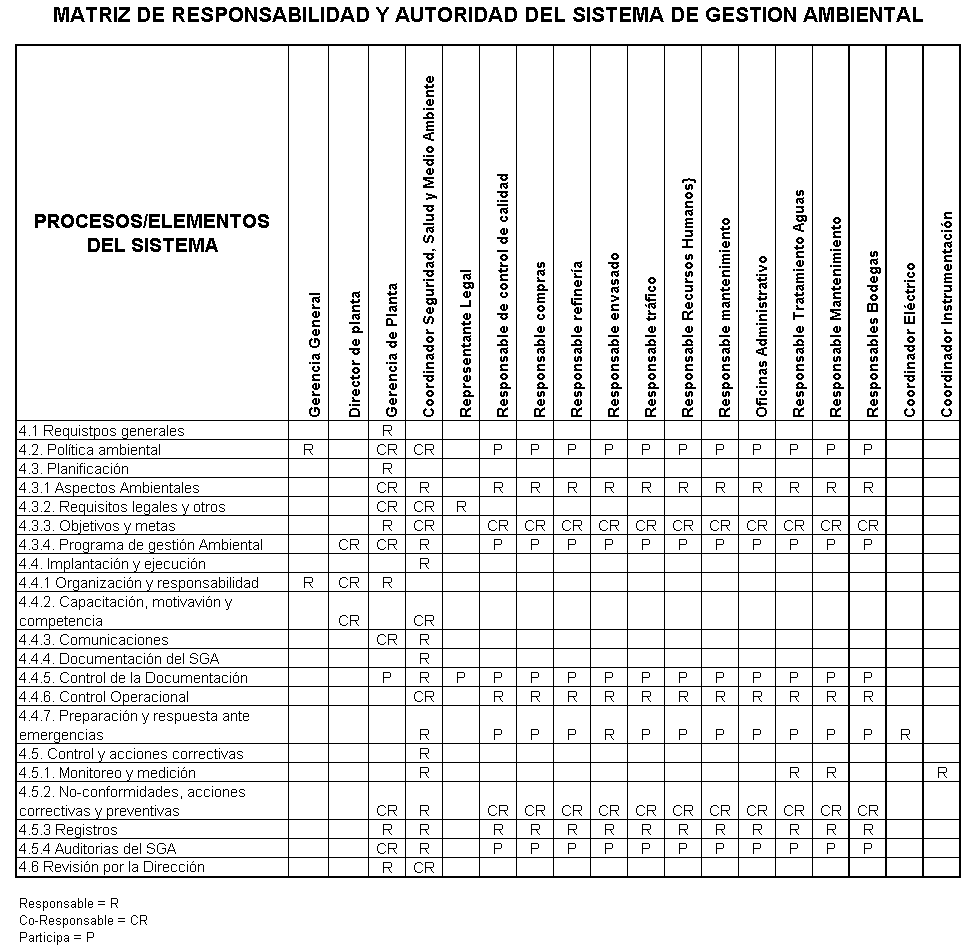 MATRIZ DE RESPONSABILIDAD Y AUTORIDAD DEL SISTEMA DE GESTION AMBIENTAL
PROCESOS/ELEMENTOS
DEL SISTEMA
Gerencia General
Director de planta
Gerencia de Planta
Coordinador Seguridad, Salud y Medio Ambiente
Representante Legal
Responsable de control de calidad
Responsable compras
Responsable refinería
Responsable envasado
Responsable tráfico
Responsable Recursos Humanos}
Responsable mantenimiento
Oficinas Administrativo
Responsable Tratamiento Aguas
Responsable Mantenimiento
Responsables Bodegas
Coordinador Eléctrico
Coordinador Instrumentación
4.1 Requistpos generales R
4.2. Política ambiental R CR CR P P P P P P P P P P P
4.3. Planificación R
4.3.1 Aspectos Ambientales CR R R R R R R R R R R R R
4.3.2. Requisitos legales y otros CR CR R
4.3.3. Objetivos y metas R CR CR CR CR CR CR CR CR CR CR CR CR
4.3.4. Programa de gestión Ambiental CR CR R P P P P P P P P P P P
4.4. Implantación y ejecución R
4.4.1 Organización y responsabilidad R CR R
4.4.2. Capacitación, motivavión y
competencia CR CR
4.4.3. Comunicaciones CR R
4.4.4. Documentación del SGA R
4.4.5. Control de la Documentación P R P P P P P P P P P P P P
4.4.6. Control Operacional CR R R R R R R R R R R R
4.4.7. Preparación y respuesta ante
emergencias R P P P R P P P P P P P R
4.5. Control y acciones correctivas R
4.5.1. Monitoreo y medición R R R R
4.5.2. No-conformidades, acciones
correctivas y preventivas CR R CR CR CR CR CR CR CR CR CR CR CR
4.5.3 Registros R R R R R R R R R R R R R
4.5.4 Auditorias del SGA CR R P P P P P P P P P P P
4.6 Revisión por la Dirección R CR
Responsable = R
Co-Responsable = CR
Participa = P